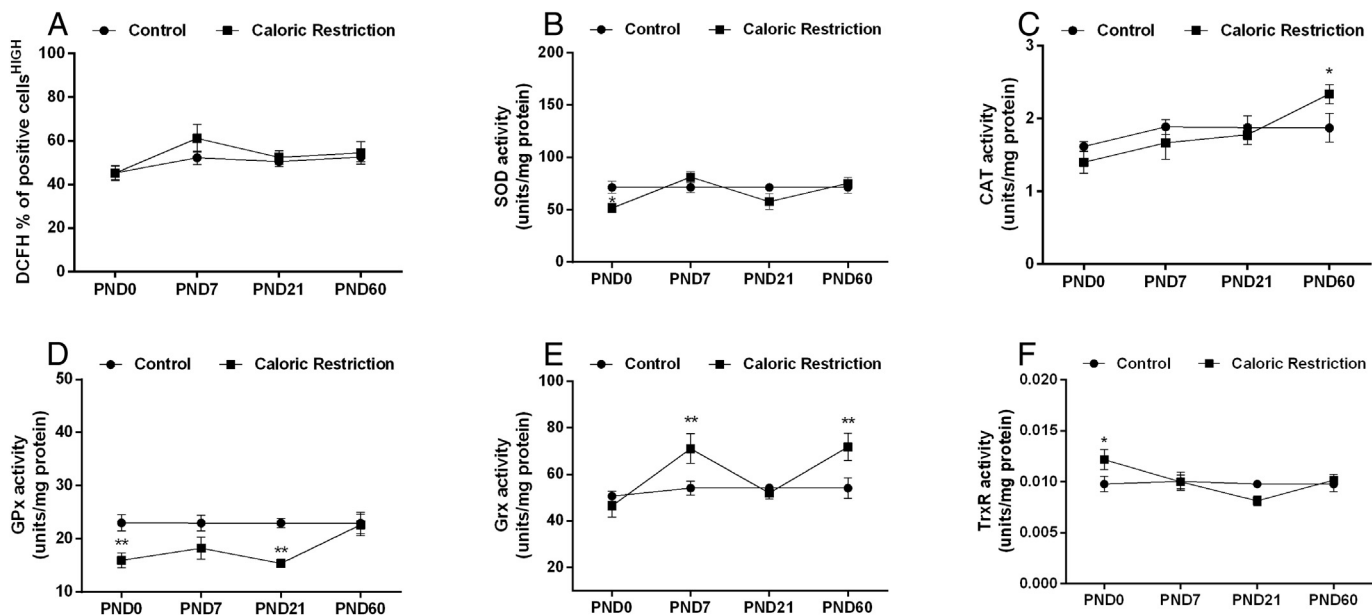 A
Control
Caloric Restriction
DCFH % of positive cellsHIGH
100
80
60
40
20
0
PND0 PND7 PND21 PND60
B
Control
Caloric Restriction
SOD activity
(units/mg protein)
200
150
100
50
0
*
PND0 PND7 PND21 PND60
C
Control
Caloric Restriction
CAT activity
(units/mg protein)
3
2
1
0
*
PND0 PND7 PND21 PND60
D
Control
Caloric Restriction
GPx activity
(units/mg protein)
50
40
30
20
10
**
**
PND0 PND7 PND21 PND60
E
Control
Caloric Restriction
Grx activity
(units/mg protein)
100
80
60
40
20
**
**
PND0 PND7 PND21 PND60
F
Control
Caloric Restriction
TrxR activity
(units/mg protein)
0.020
0.015
0.010
0.005
0.000
*
PND0 PND7 PND21 PND60